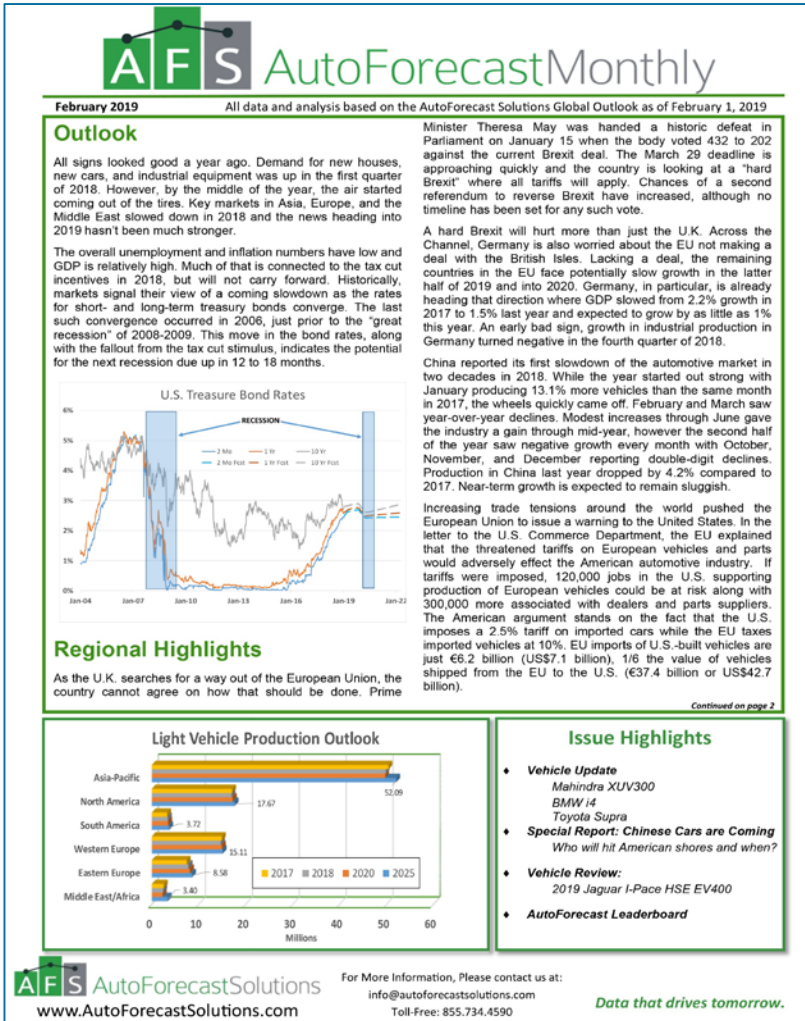 AFS AutoForecastMonthly
February 2019 All data and analysis based on the AutoForecast Solutions Global Outlook as of February 1, 2019
Outlook
All signs looked good a year ago. Demand for new houses,
new cars, and industrial equipment was up in the first quarter
of 2018. However, by the middle of the year, the air started
coming out of the tires. Key markets in Asia, Europe, and the
Middle East slowed down in 2018 and the news heading into
2019 hasn't been much stronger.
The overall unemployment and inflation numbers have low and
GDP is relatively high. Much of that is connected to the tax cut
incentives in 2018, but will not carry forward. Historically,
markets signal their view of a coming slowdown as the rates
for short- and long-term treasury bonds converge. The last
such convergence occurred in 2006, just prior to the "great
recession" of 2008-2009. This move in the bond rates, along
with the fallout from the tax cut stimulus, indicates the potential
for the next recession due up in 12 to 18 months.
U.S. Treasure Bond Rates
6%
RECESSION
5%
2 Mo 1 Yr 10 Yr
2 Mo Fcst 1 Yr Fcst 10 Yr Fcst
4%
3%
2%
1%
0%
Jan-04 Jan-07 Jan-10 Jan-13 Jan-16 Jan-19 Jan-22
Regional Highlights
As the U.K. searches for a way out of the European Union, the
country cannot agree on how that should be done. Prime
Minister Theresa May was handed a historic defeat in
Parliament on January 15 when the body voted 432 to 202
against the current Brexit deal. The March 29 deadline is
approaching quickly and the country is looking at a "hard
Brexit" where all tariffs will apply. Chances of a second
referendum to reverse Brexit have increased, although no
timeline has been set for any such vote.
A hard Brexit will hurt more than just the U.K. Across the
Channel, Germany is also worried about the EU not making a
deal with the British Isles. Lacking a deal, the remaining
countries in the EU face potentially slow growth in the latter
half of 2019 and into 2020. Germany, in particular, is already
heading that direction where GDP slowed from 2.2% growth in
2017 to 1.5% last year and expected to grow by as little as 1%
this year. An early bad sign, growth in industrial production in
Germany turned negative in the fourth quarter of 2018.
China reported its first slowdown of the automotive market in
two decades in 2018. While the year started out strong with
January producing 13.1% more vehicles than the same month
in 2017, the wheels quickly came off. February and March saw
year-over-year declines. Modest increases through June gave
the industry a gain through mid-year, however the second half
of the year saw negative growth every month with October,
November, and December reporting double-digit declines.
Production in China last year dropped by 4.2% compared to
2017. Near-term growth is expected to remain sluggish.
Increasing trade tensions around the world pushed the
European Union to issue a warning to the United States. In the
letter to the U.S. Commerce Department, the EU explained
that the threatened tariffs on European vehicles and parts
would adversely effect the American automotive industry. If
tariffs were imposed, 120,000 jobs in the U.S. supporting
production of European vehicles could be at risk along with
300,000 more associated with dealers and parts suppliers.
The American argument stands on the fact that the U.S.
imposes a 2.5% tariff on imported cars while the EU taxes
imported vehicles at 10%. EU imports of U.S.-built vehicles are
just €6.2 billion (US$7.1 billion), 1/6 the value of vehicles
shipped from the EU to the U.S. (€37.4 billion or US$42.7
billion).
Continued on page 2
Light Vehicle Production Outlook
Asia-Pacific 52.09
North America 17.67
South America 3.72
Western Europe 15.11
Eastern Europe 8.58
Middle East/Africa 3.40
2017 2018 2020 2025
0 10 20 30 40 50 60
Millions
Issue Highlights
♦ Vehicle Update
Mahindra XUV300
BMW i4
Toyota Supra
♦ Special Report: Chinese Cars are Coming
Who will hit American shores and when?
♦ Vehicle Review:
2019 Jaguar I-Pace HSE EV400
♦ AutoForecast Leaderboard
AFS AutoForecastSolutions
www.AutoForecastSolutions.com
For More Information, Please contact us at:
info@autoforecastsolutions.com
Toll-Free: 855.734.4590
Data that drives tomorrow.